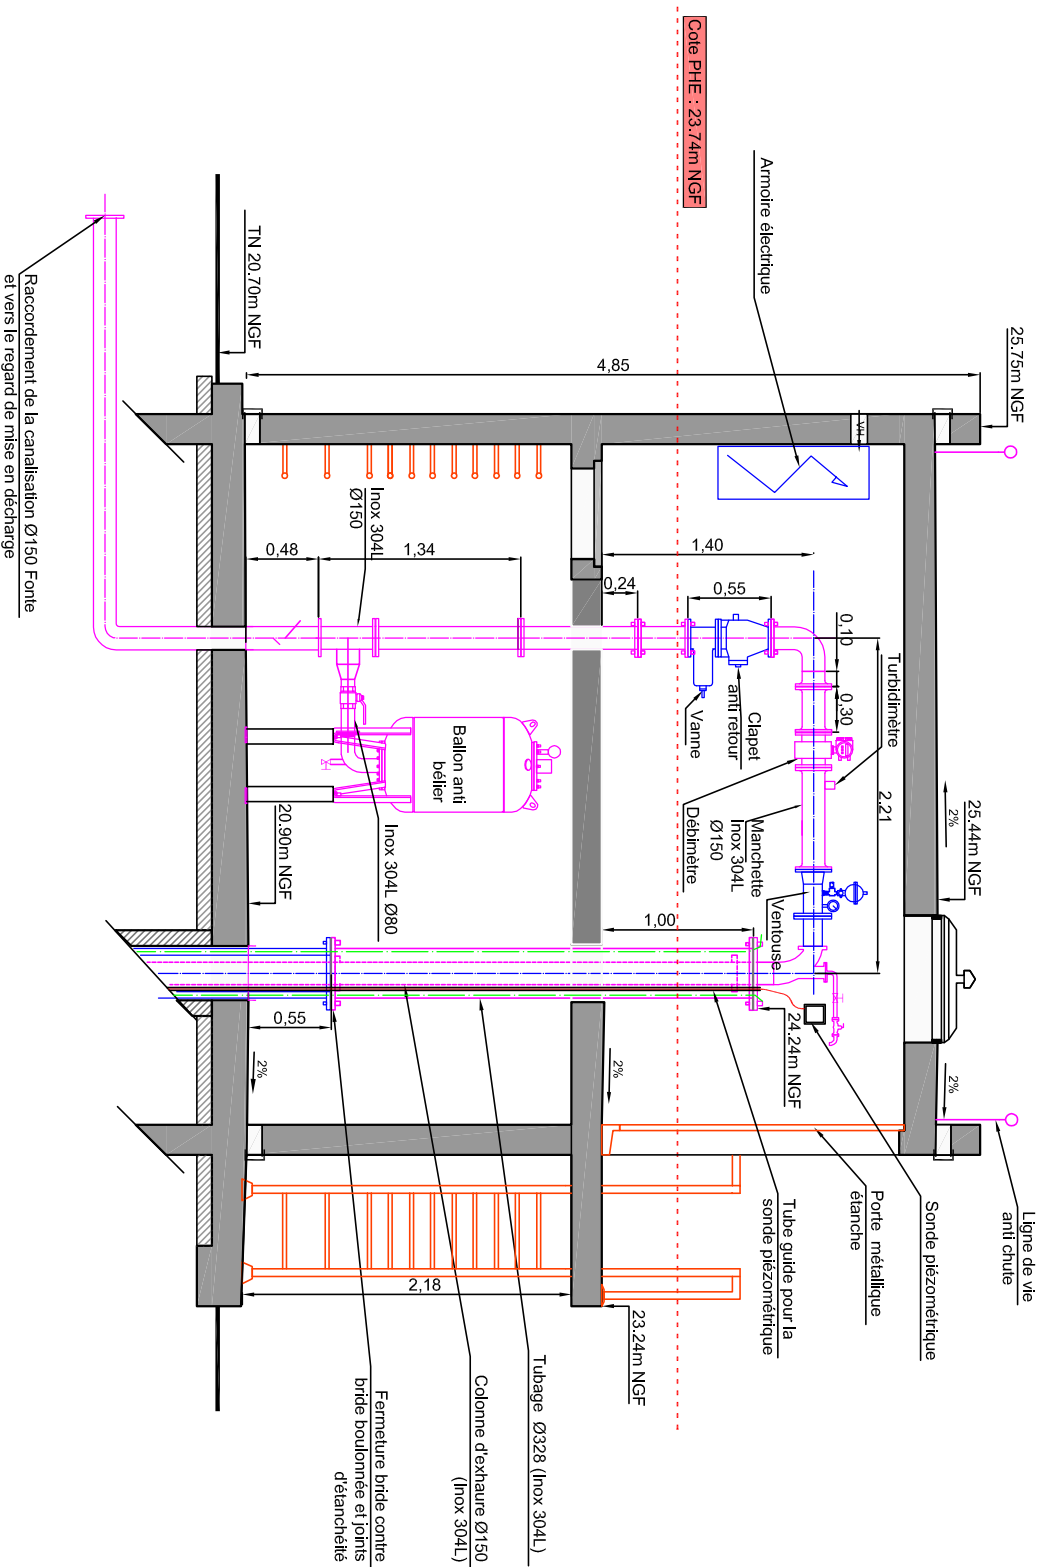 Cote PHE : 23.74m NGF
Armoire électrique
25.75m NGF
TN 20.70m NGF
Raccordement de la canalisation Ø150 Fonte
et vers le regard de mise en décharge
4,85
VH
Inox 304L
Ø150
0,48
1,34
1,40
0,24
0,55
0,10
0,30
2,21
Turbidimètre
Clapet
anti retour
Vanne
Débimètre
Manchette
Inox 304L
Ø150
Ventouse
25.44m NGF
2%
Ballon anti
bélier
Inox 304L Ø80
20.90m NGF
1,00
24.24m NGF
0,55
2%
2%
2%
Ligne de vie
anti chute
Sonde piézométrique
Porte métallique
étanche
Tube guide pour la
sonde piézométrique
23.24m NGF
2,18
Tubage Ø328 (Inox 304L)
Colonne d'exhaure Ø150
(Inox 304L)
Fermeture bride contre
bride boulonnée et joints
d'étanchéité